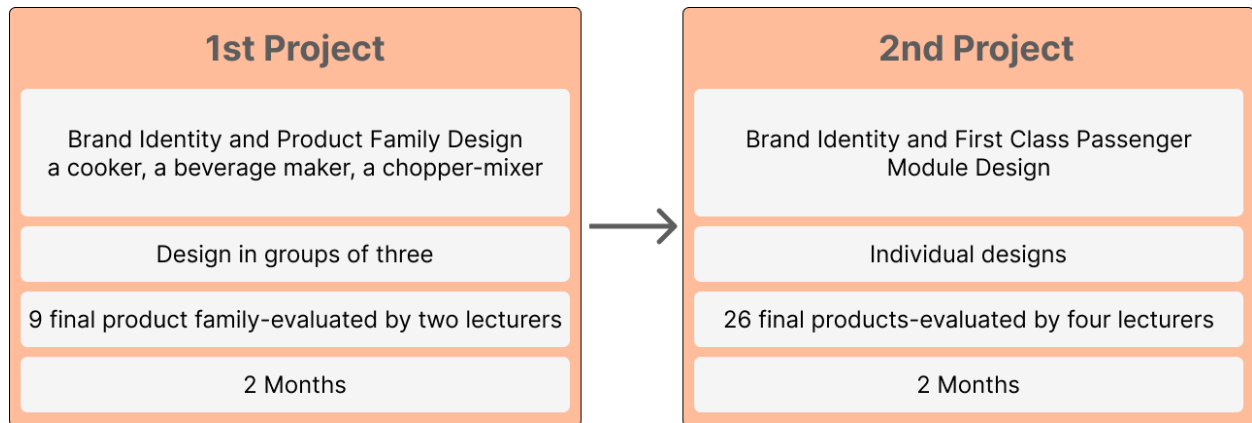 1st Project
Brand Identity and Product Family Design
a cooker, a beverage maker, a chopper-mixer
Design in groups of three
9 final product family-evaluated by two lecturers
2 Months
2nd Project
Brand Identity and First Class Passenger
Module Design
Individual designs
26 final products-evaluated by four lecturers
2 Months